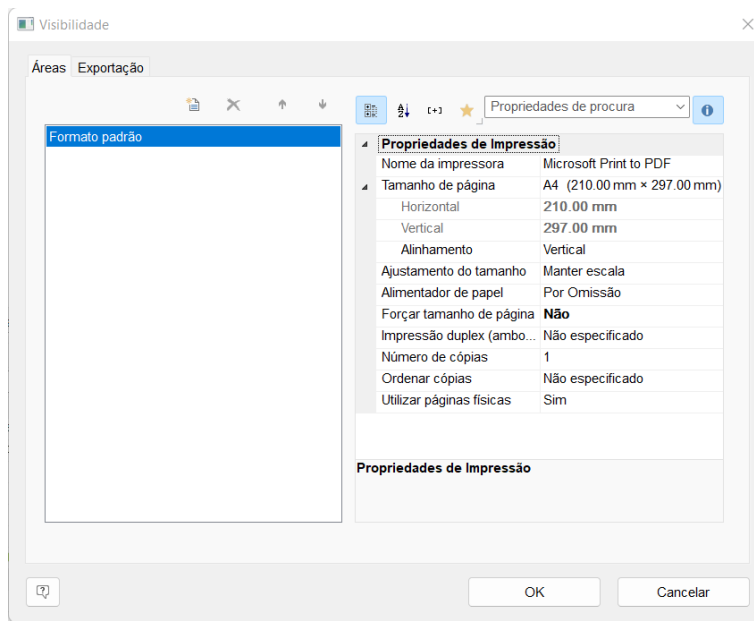 Visibilidade
Áreas Exportação
Propriedades de procura
Formato padrão
Propriedades de Impressão
Nome da impressora Microsoft Print to PDF
Tamanho de página A4 (210.00 mm × 297.00 mm)
Horizontal 210.00 mm
Vertical 297.00 mm
Alinhamento Vertical
Ajustamento do tamanho Manter escala
Alimentador de papel Por Omissão
Forçar tamanho de página Não
Impressão duplex (ambo... Não especificado
Número de cópias 1
Ordenar cópias Não especificado
Utilizar páginas físicas Sim
Propriedades de Impressão
OK Cancelar